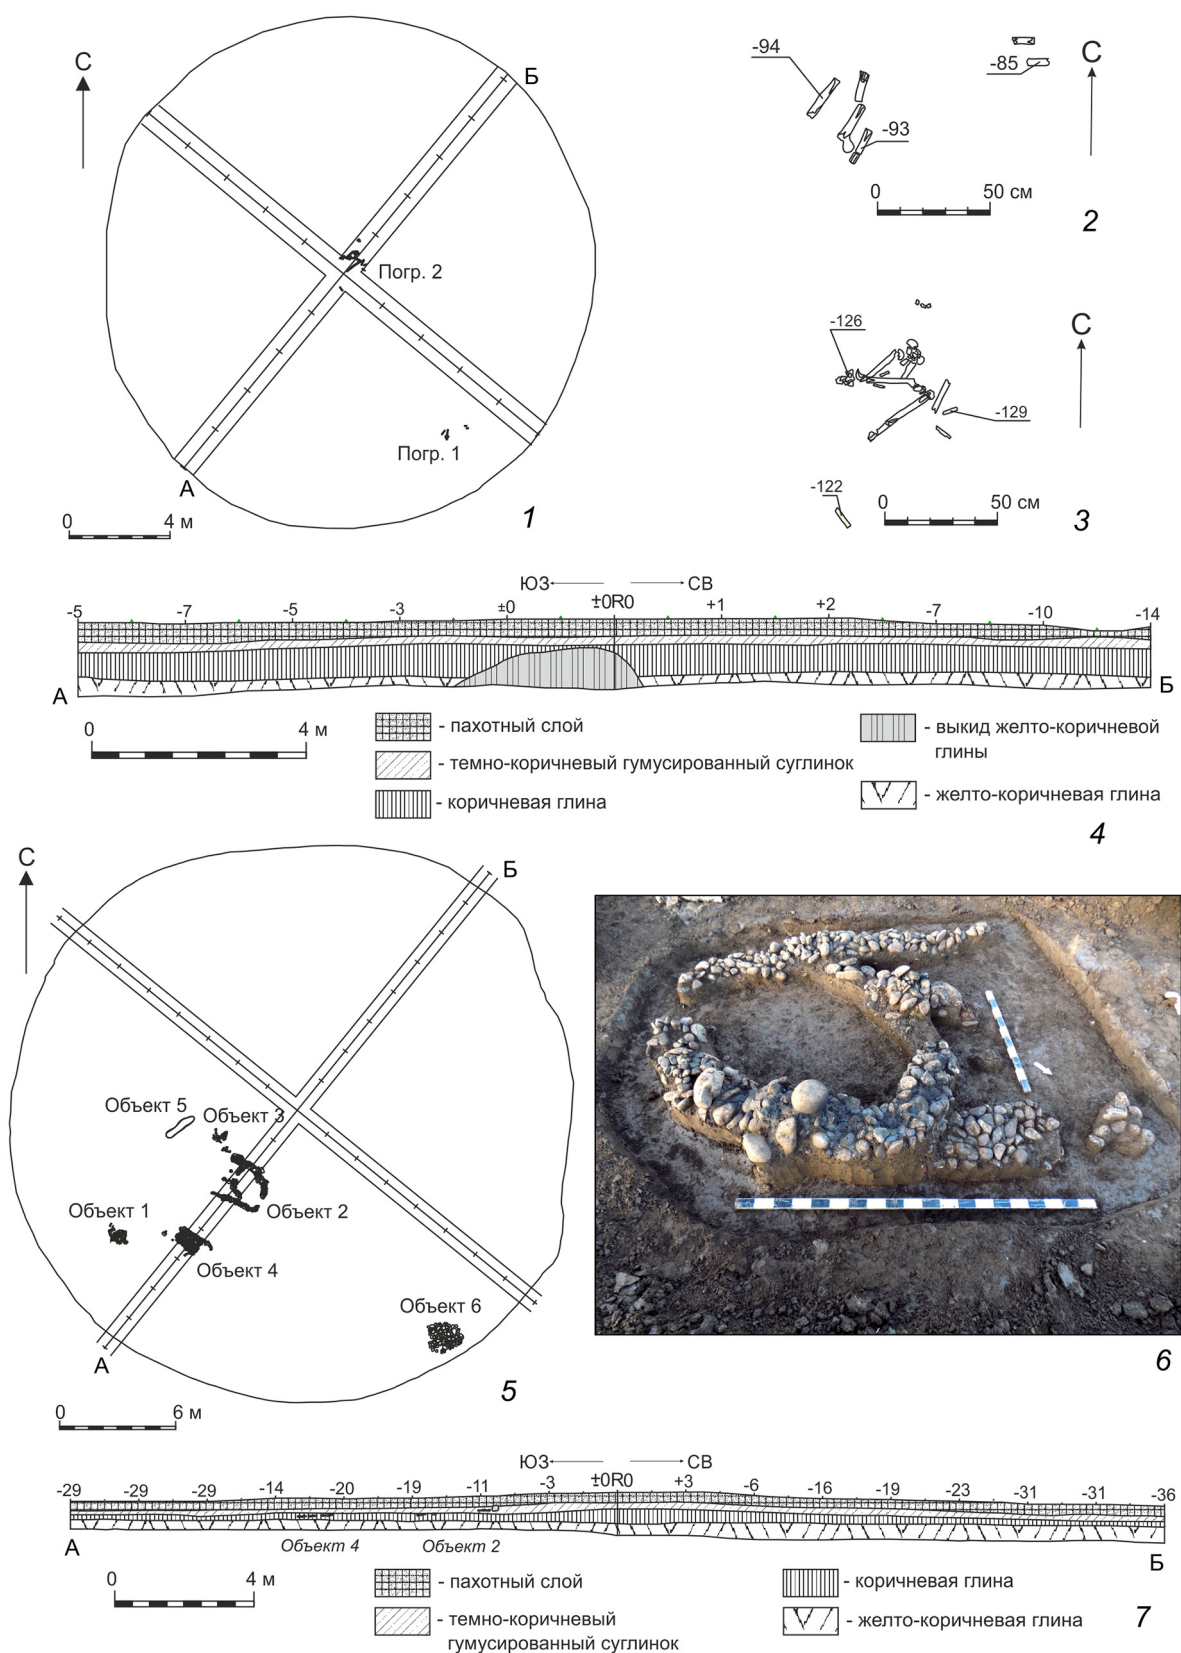 С
Б
Погр. 2
Погр. 1
А
0 4 м
1
-94
-85
С
-93
0 50 см
2
-126
С
-129
-122
0 50 см
3
ЮЗ СВ
-5 -7 -5 -3 ±0 ±0R0 +1 +2 -7 -10 -14
А Б
0 4 м
- пахотный слой
- темно-коричневый гумусированный суглинок
- коричневая глина
- выкид желто-коричневой
глины
- желто-коричневая глина
4
С
Б
Объект 5
Объект 3
Объект 1
Объект 2
Объект 4
Объект 6
А
0 6 м
5
6
ЮЗ СВ
-29 -29 -29 -14 -20 -19 -11 -3 ±0R0 +3 -6 -16 -19 -23 -31 -31 -36
А Объект 4 Объект 2 Б
0 4 м
- пахотный слой
- темно-коричневый
гумусированный суглинок
- коричневая глина
- желто-коричневая глина
7